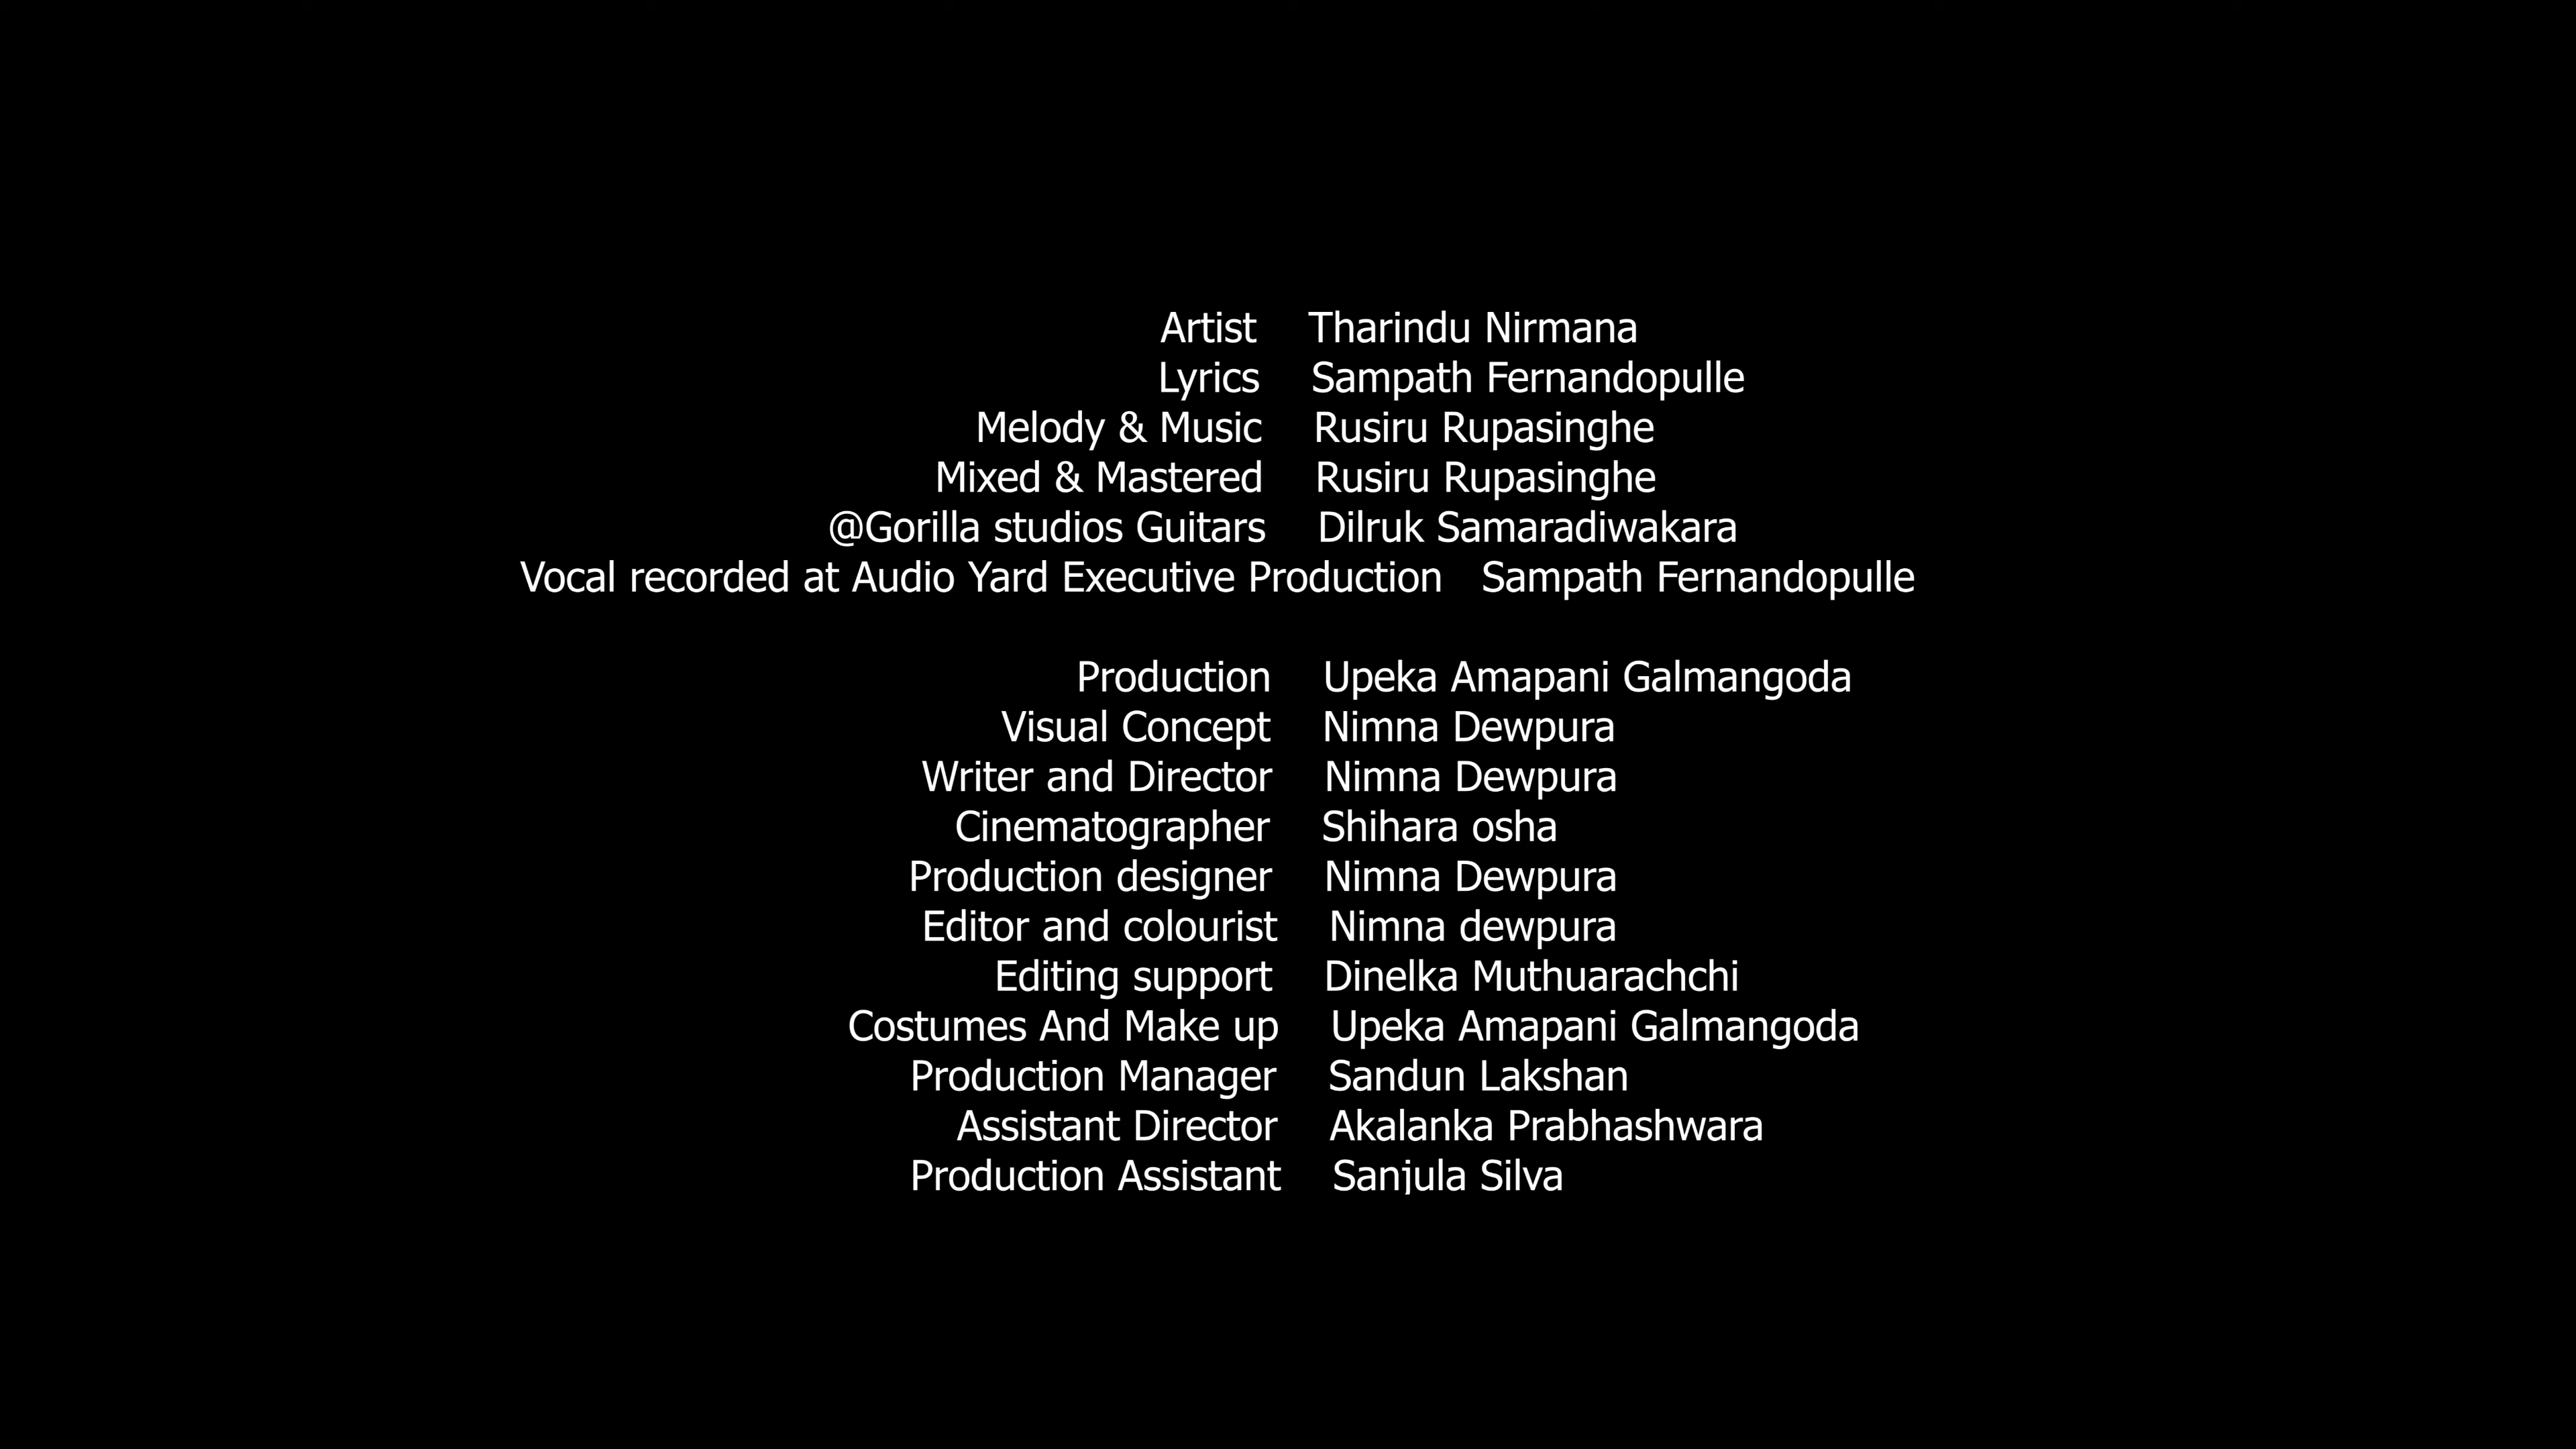 Artist Tharindu Nirmana
Lyrics Sampath Fernandopulle
Melody & Music Rusiru Rupasinghe
Mixed & Mastered Rusiru Rupasinghe
@Gorilla studios Guitars Dilruk Samaradiwakara
Vocal recorded at Audio Yard Executive Production Sampath Fernandopulle
Production Upeka Amapani Galmangoda
Visual Concept Nimna Dewpura
Writer and Director Nimna Dewpura
Cinematographer Shihara osha
Production designer Nimna Dewpura
Editor and colourist Nimna dewpura
Editing support Dinelka Muthuarachchi
Costumes And Make up Upeka Amapani Galmangoda
Production Manager Sandun Lakshan
Assistant Director Akalanka Prabhashwara
Production Assistant Sanjula Silva